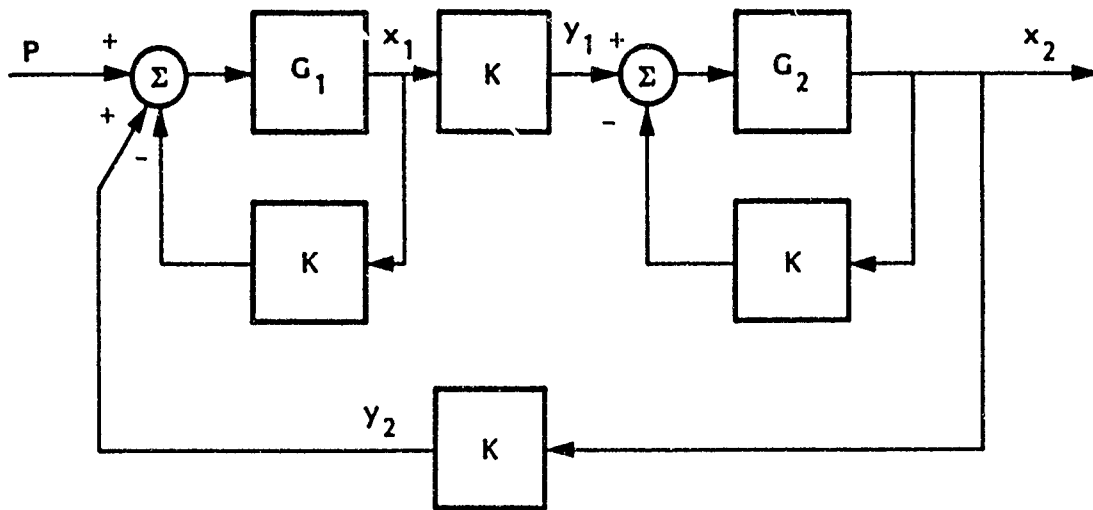 P
+
Σ
+
-
G₁
x₁
K
y₁
+
Σ
-
G₂
x₂
K
K
y₂
K